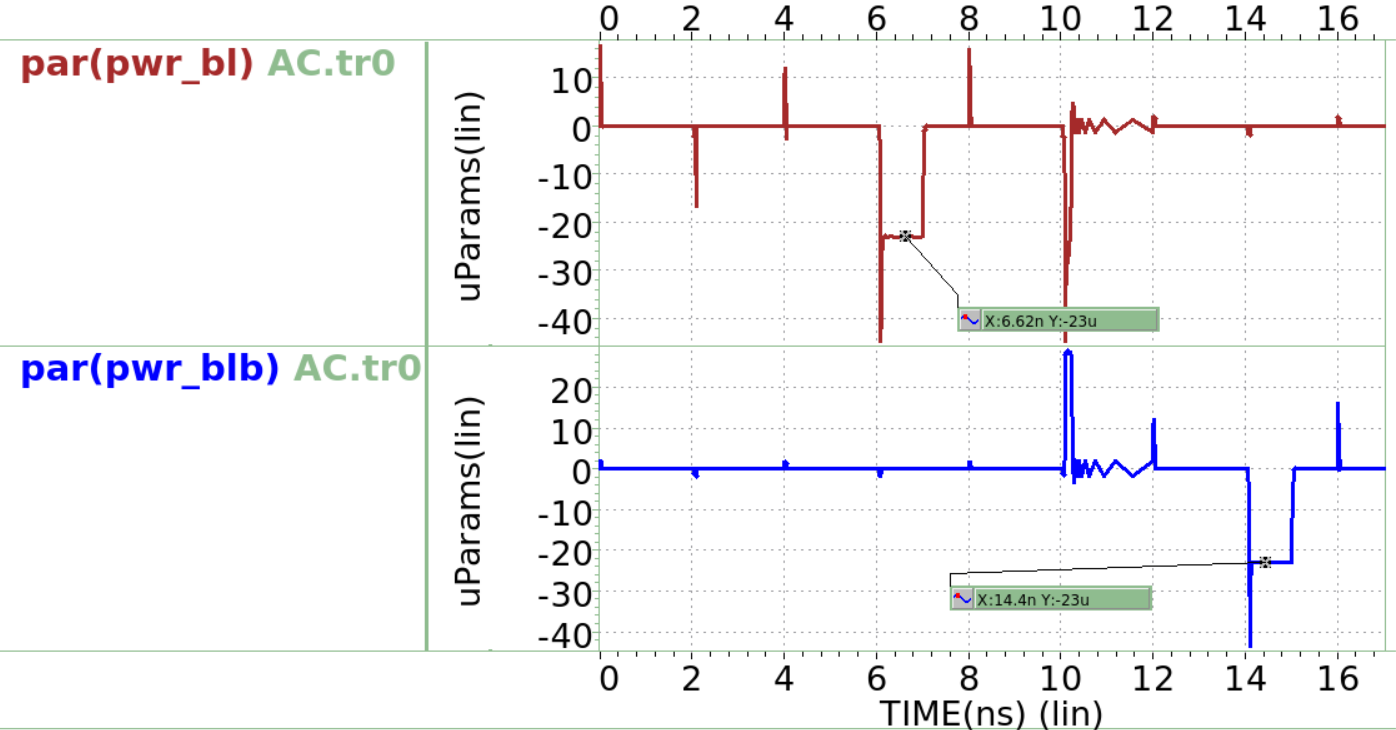 0 2 4 6 8 10 12 14 16
par(pwr_bl) AC.tr0
uParams(lin)
10
0
-10
-20
-30
-40
X:6.62n Y:-23u
par(pwr_blb) AC.tr0
uParams(lin)
20
10
0
-10
-20
-30
-40
X:14.4n Y:-23u
0 2 4 6 8 10 12 14 16
TIME(ns) (lin)